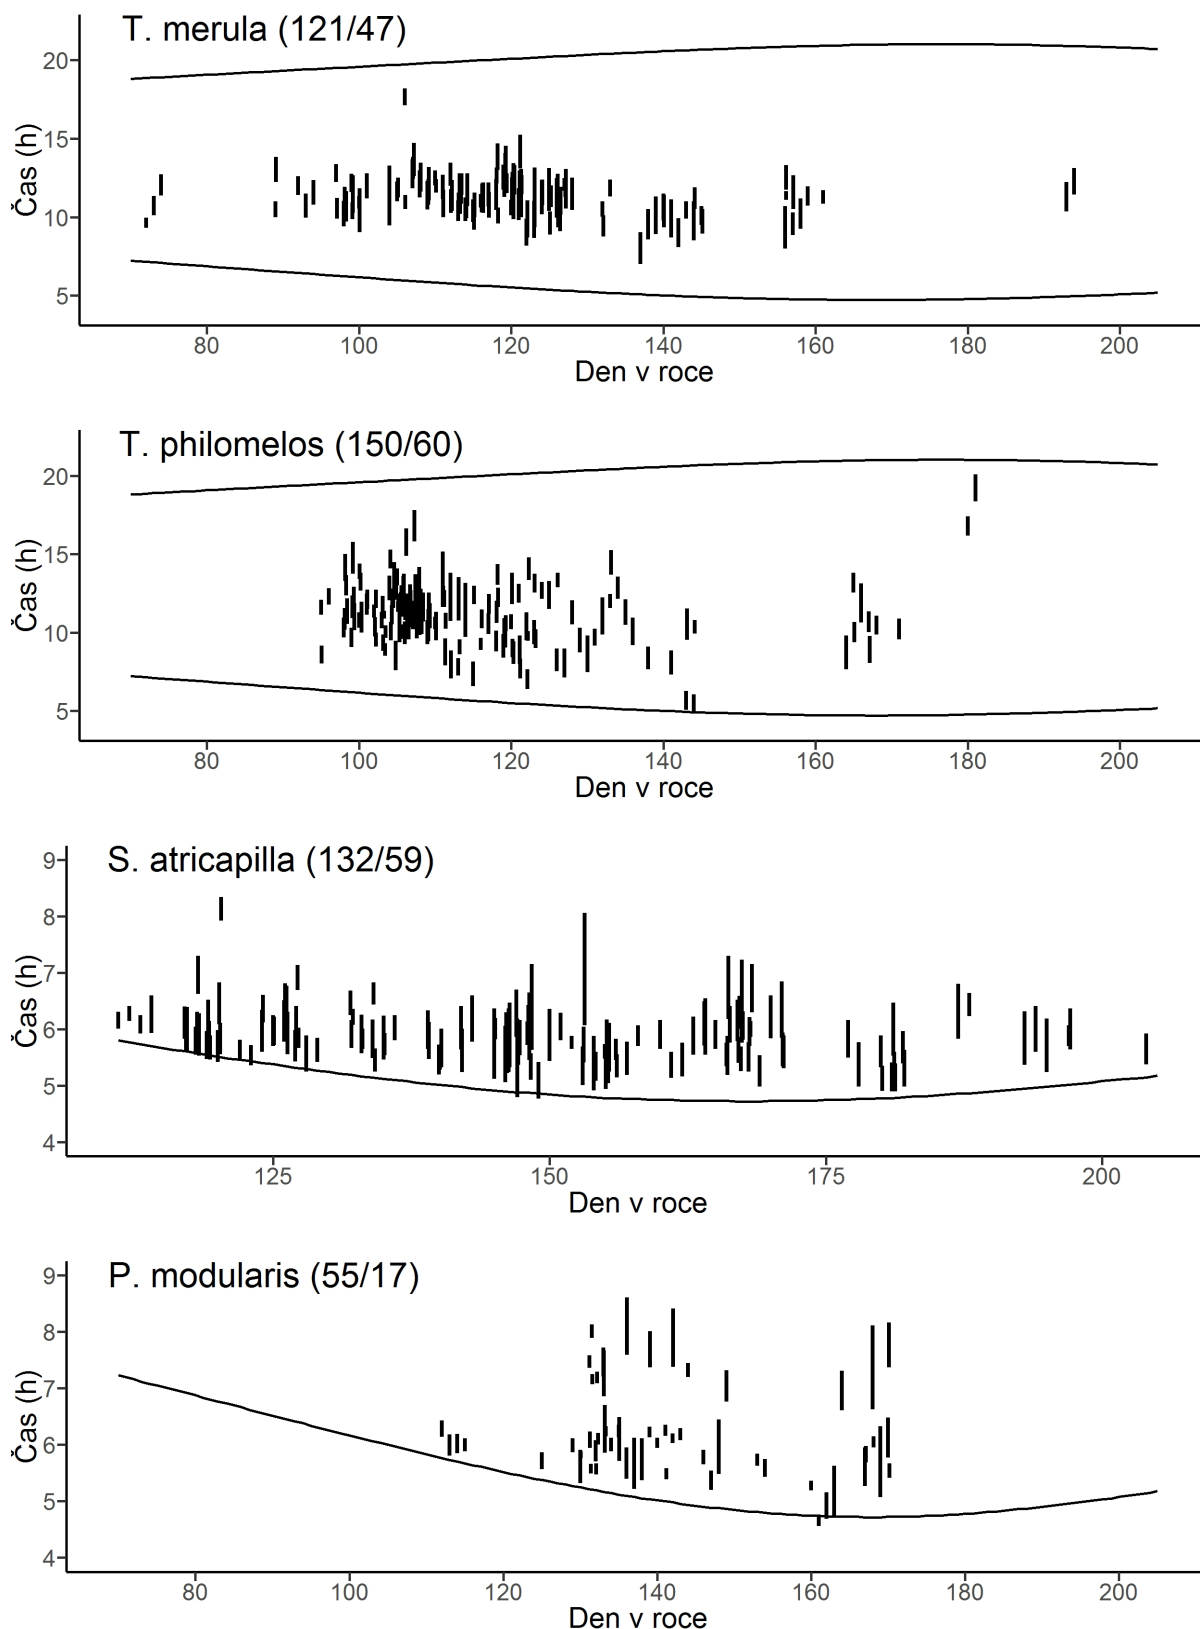 T. merula (121/47)
Čas (h)
20
15
10
5
80 100 120 140 160 180 200
Den v roce
T. philomelos (150/60)
Čas (h)
20
15
10
5
80 100 120 140 160 180 200
Den v roce
S. atricapilla (132/59)
Čas (h)
9
8
7
6
5
4
125 150 175 200
Den v roce
P. modularis (55/17)
Čas (h)
9
8
7
6
5
4
80 100 120 140 160 180 200
Den v roce